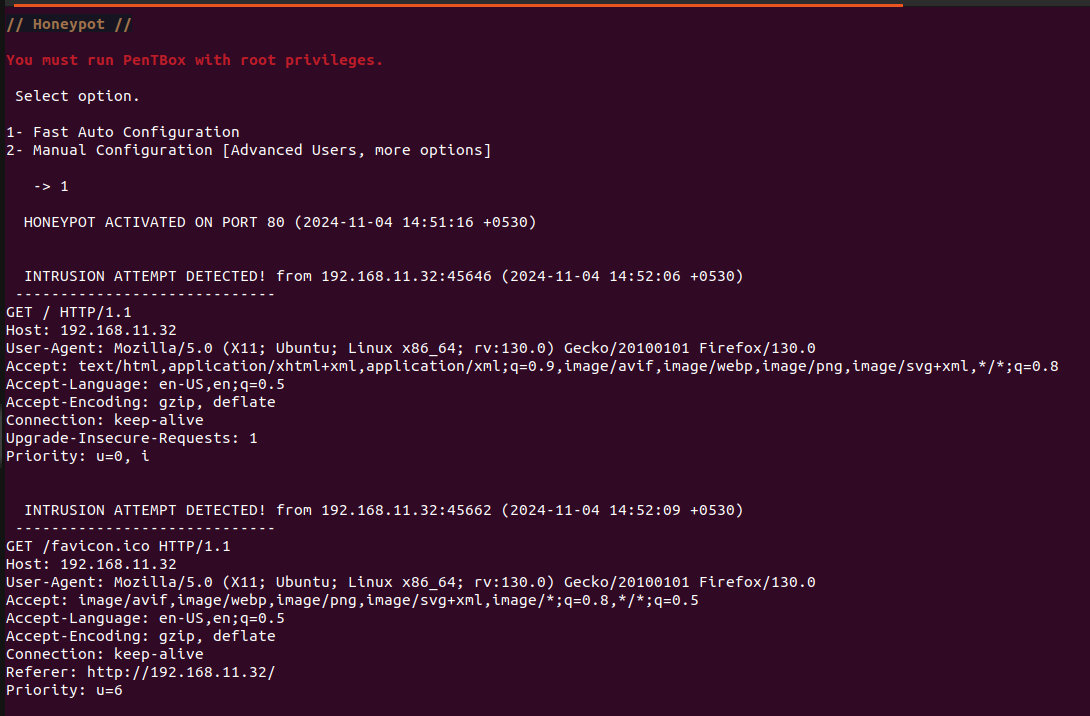 // Honeypot //
You must run PenTBox with root privileges.
Select option.
1- Fast Auto Configuration
2- Manual Configuration [Advanced Users, more options]
-> 1
HONEYPOT ACTIVATED ON PORT 80 (2024-11-04 14:51:16 +0530)
INTRUSION ATTEMPT DETECTED! from 192.168.11.32:45646 (2024-11-04 14:52:06 +0530)
-----------------------------
GET / HTTP/1.1
Host: 192.168.11.32
User-Agent: Mozilla/5.0 (X11; Ubuntu; Linux x86_64; rv:130.0) Gecko/20100101 Firefox/130.0
Accept: text/html,application/xhtml+xml,application/xml;q=0.9,image/avif,image/webp,image/png,image/svg+xml,*/*;q=0.8
Accept-Language: en-US,en;q=0.5
Accept-Encoding: gzip, deflate
Connection: keep-alive
Upgrade-Insecure-Requests: 1
Priority: u=0, i
INTRUSION ATTEMPT DETECTED! from 192.168.11.32:45662 (2024-11-04 14:52:09 +0530)
-----------------------------
GET /favicon.ico HTTP/1.1
Host: 192.168.11.32
User-Agent: Mozilla/5.0 (X11; Ubuntu; Linux x86_64; rv:130.0) Gecko/20100101 Firefox/130.0
Accept: image/avif,image/webp,image/png,image/svg+xml,image/*;q=0.8,*/*;q=0.5
Accept-Language: en-US,en;q=0.5
Accept-Encoding: gzip, deflate
Connection: keep-alive
Referer: http://192.168.11.32/
Priority: u=6